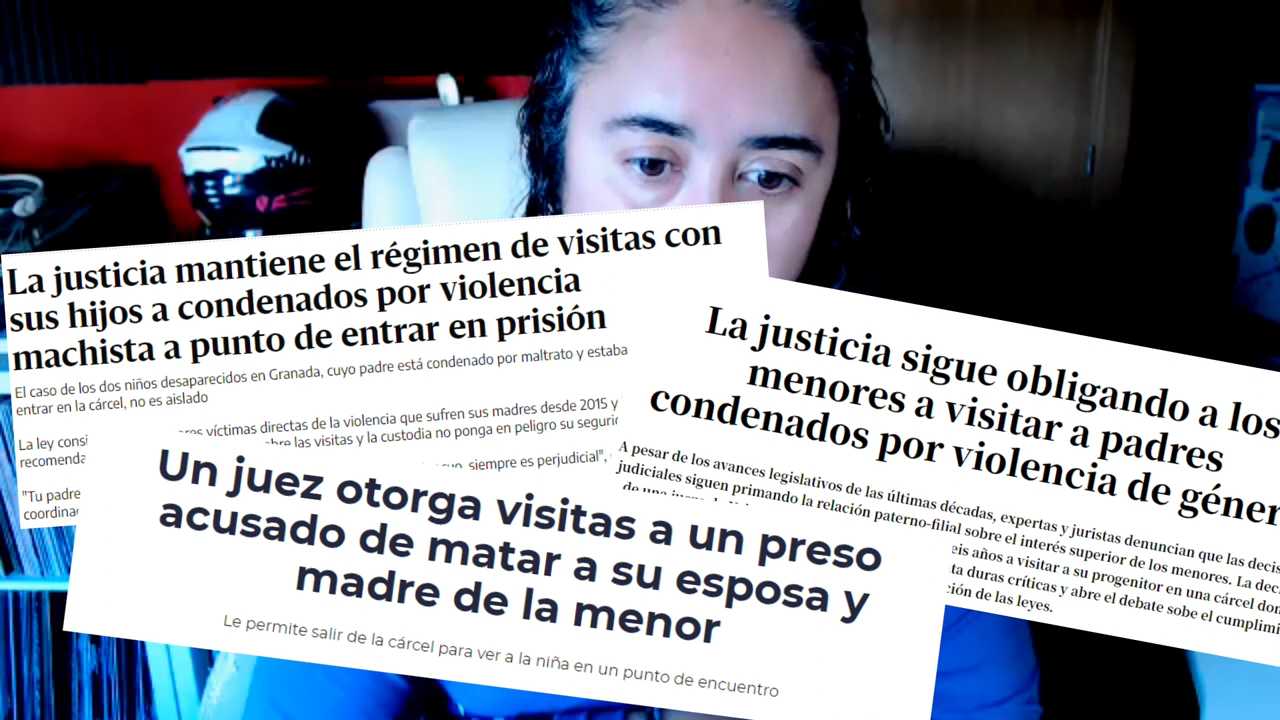 La justicia mantiene el régimen de visitas con
sus hijos a condenados por violencia
machista a punto de entrar en prisión
El caso de los dos niños desaparecidos en Granada, cuyo padre está condenado por maltrato y estaba
entrar en la cárcel, no es aislado
La ley
víctimas directas de la violencia que sufren sus madres desde 2015 y
las visitas y la custodia no ponga en peligro su
siempre es perjudicial",
"Tu padre
La justicia sigue obligando a los
menores a visitar a padres
condenados por violencia de
A pesar de los avances legislativos de las últimas décadas, expertas y juristas denuncian que las
judiciales siguen primando la relación paterno-filial sobre el interés superior de los menores. La
años a visitar a su progenitor en una cárcel
duras críticas y abre el debate sobe el
de las leyes.
Un juez otorga visitas a un preso
acusado de matar a su esposa y
madre de la menor
Le permite salir de la cárcel para ver a la niña en un punto de encuentro